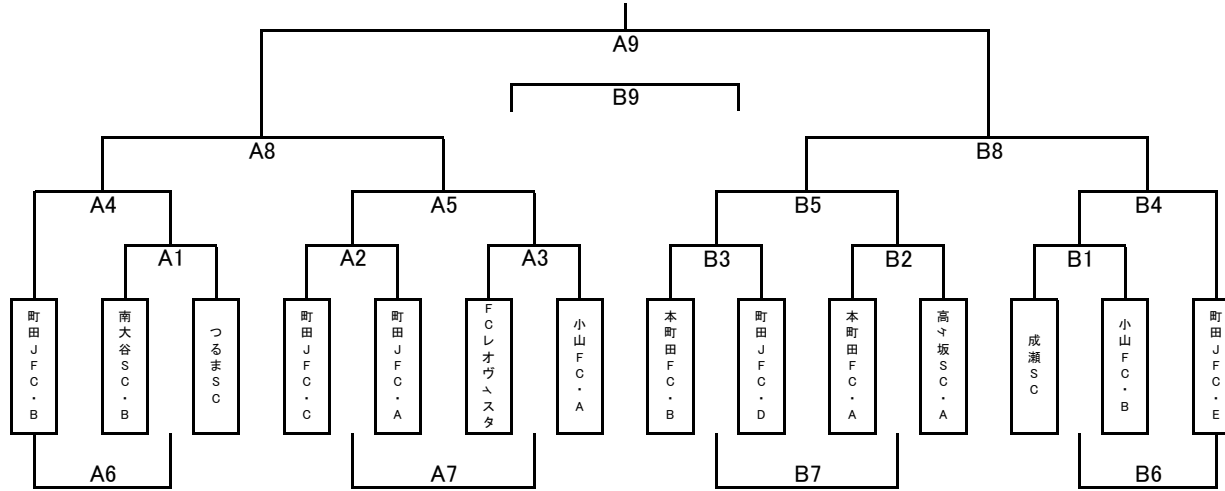 A9
B9
A8
B8
A4
A5
B5
B4
A1
A2
A3
B3
B2
B1
町田JFC・B
南大谷SC・B
つるまSC
町田JFC・C
町田JFC・A
FCレオヴィスタ
小山FC・A
本町田FC・B
町田JFC・D
本町田FC・A
高ヶ坂SC・A
成瀬SC
小山FC・B
町田JFC・E
A6
A7
B7
B6